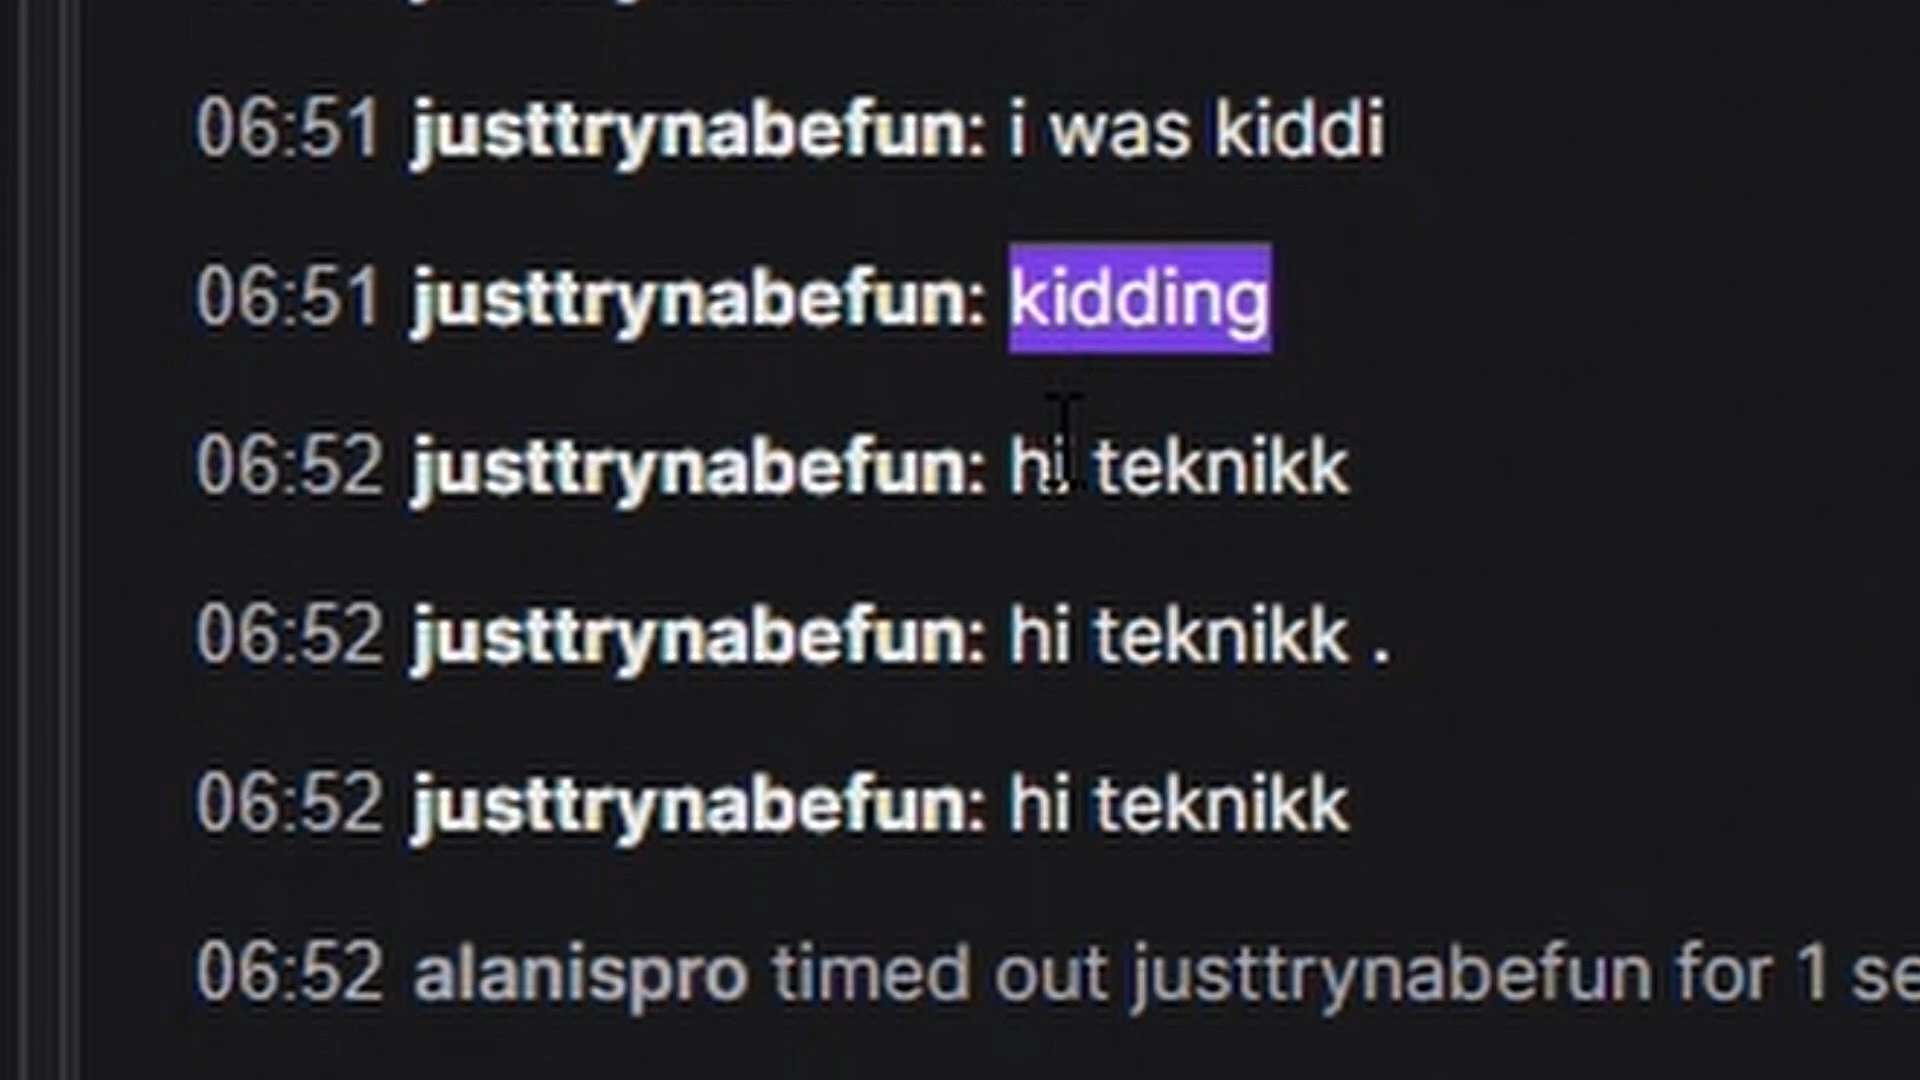 06:51 justtrynabefun: i was kiddi
06:51 justtrynabefun: kidding
06:52 justtrynabefun: hi teknikk
06:52 justtrynabefun: hi teknikk .
06:52 justtrynabefun: hi teknikk
06:52 alanispro timed out justtrynabefun for 1 se